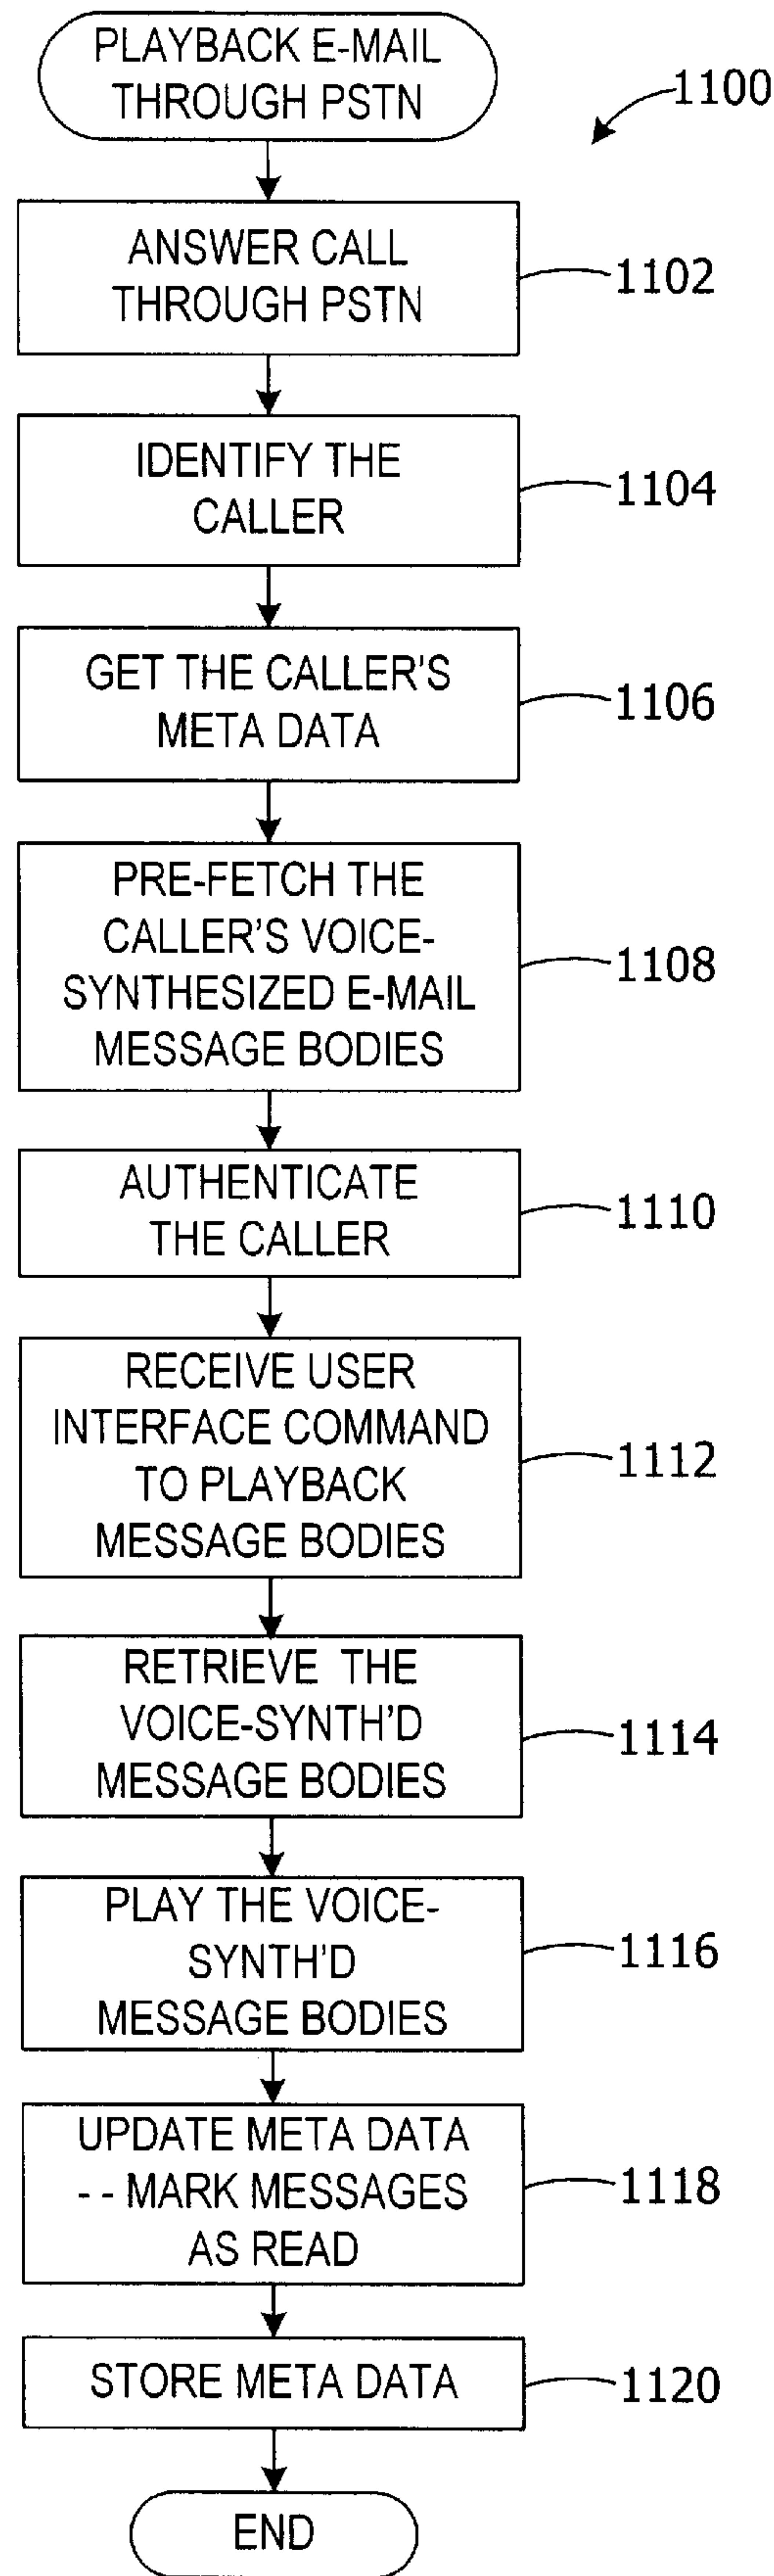 PLAYBACK E-MAIL
THROUGH PSTN
1100
ANSWER CALL
THROUGH PSTN
1102
IDENTIFY THE
CALLER
1104
GET THE CALLER'S
META DATA
1106
PRE-FETCH THE
CALLER'S VOICE-
SYNTHESIZED E-MAIL
MESSAGE BODIES
1108
AUTHENTICATE
THE CALLER
1110
RECEIVE USER
INTERFACE COMMAND
TO PLAYBACK
MESSAGE BODIES
1112
RETRIEVE THE
VOICE-SYNTH'D
MESSAGE BODIES
1114
PLAY THE VOICE-
SYNTH'D
MESSAGE BODIES
1116
UPDATE META DATA
- - MARK MESSAGES
AS READ
1118
STORE META DATA
1120
END